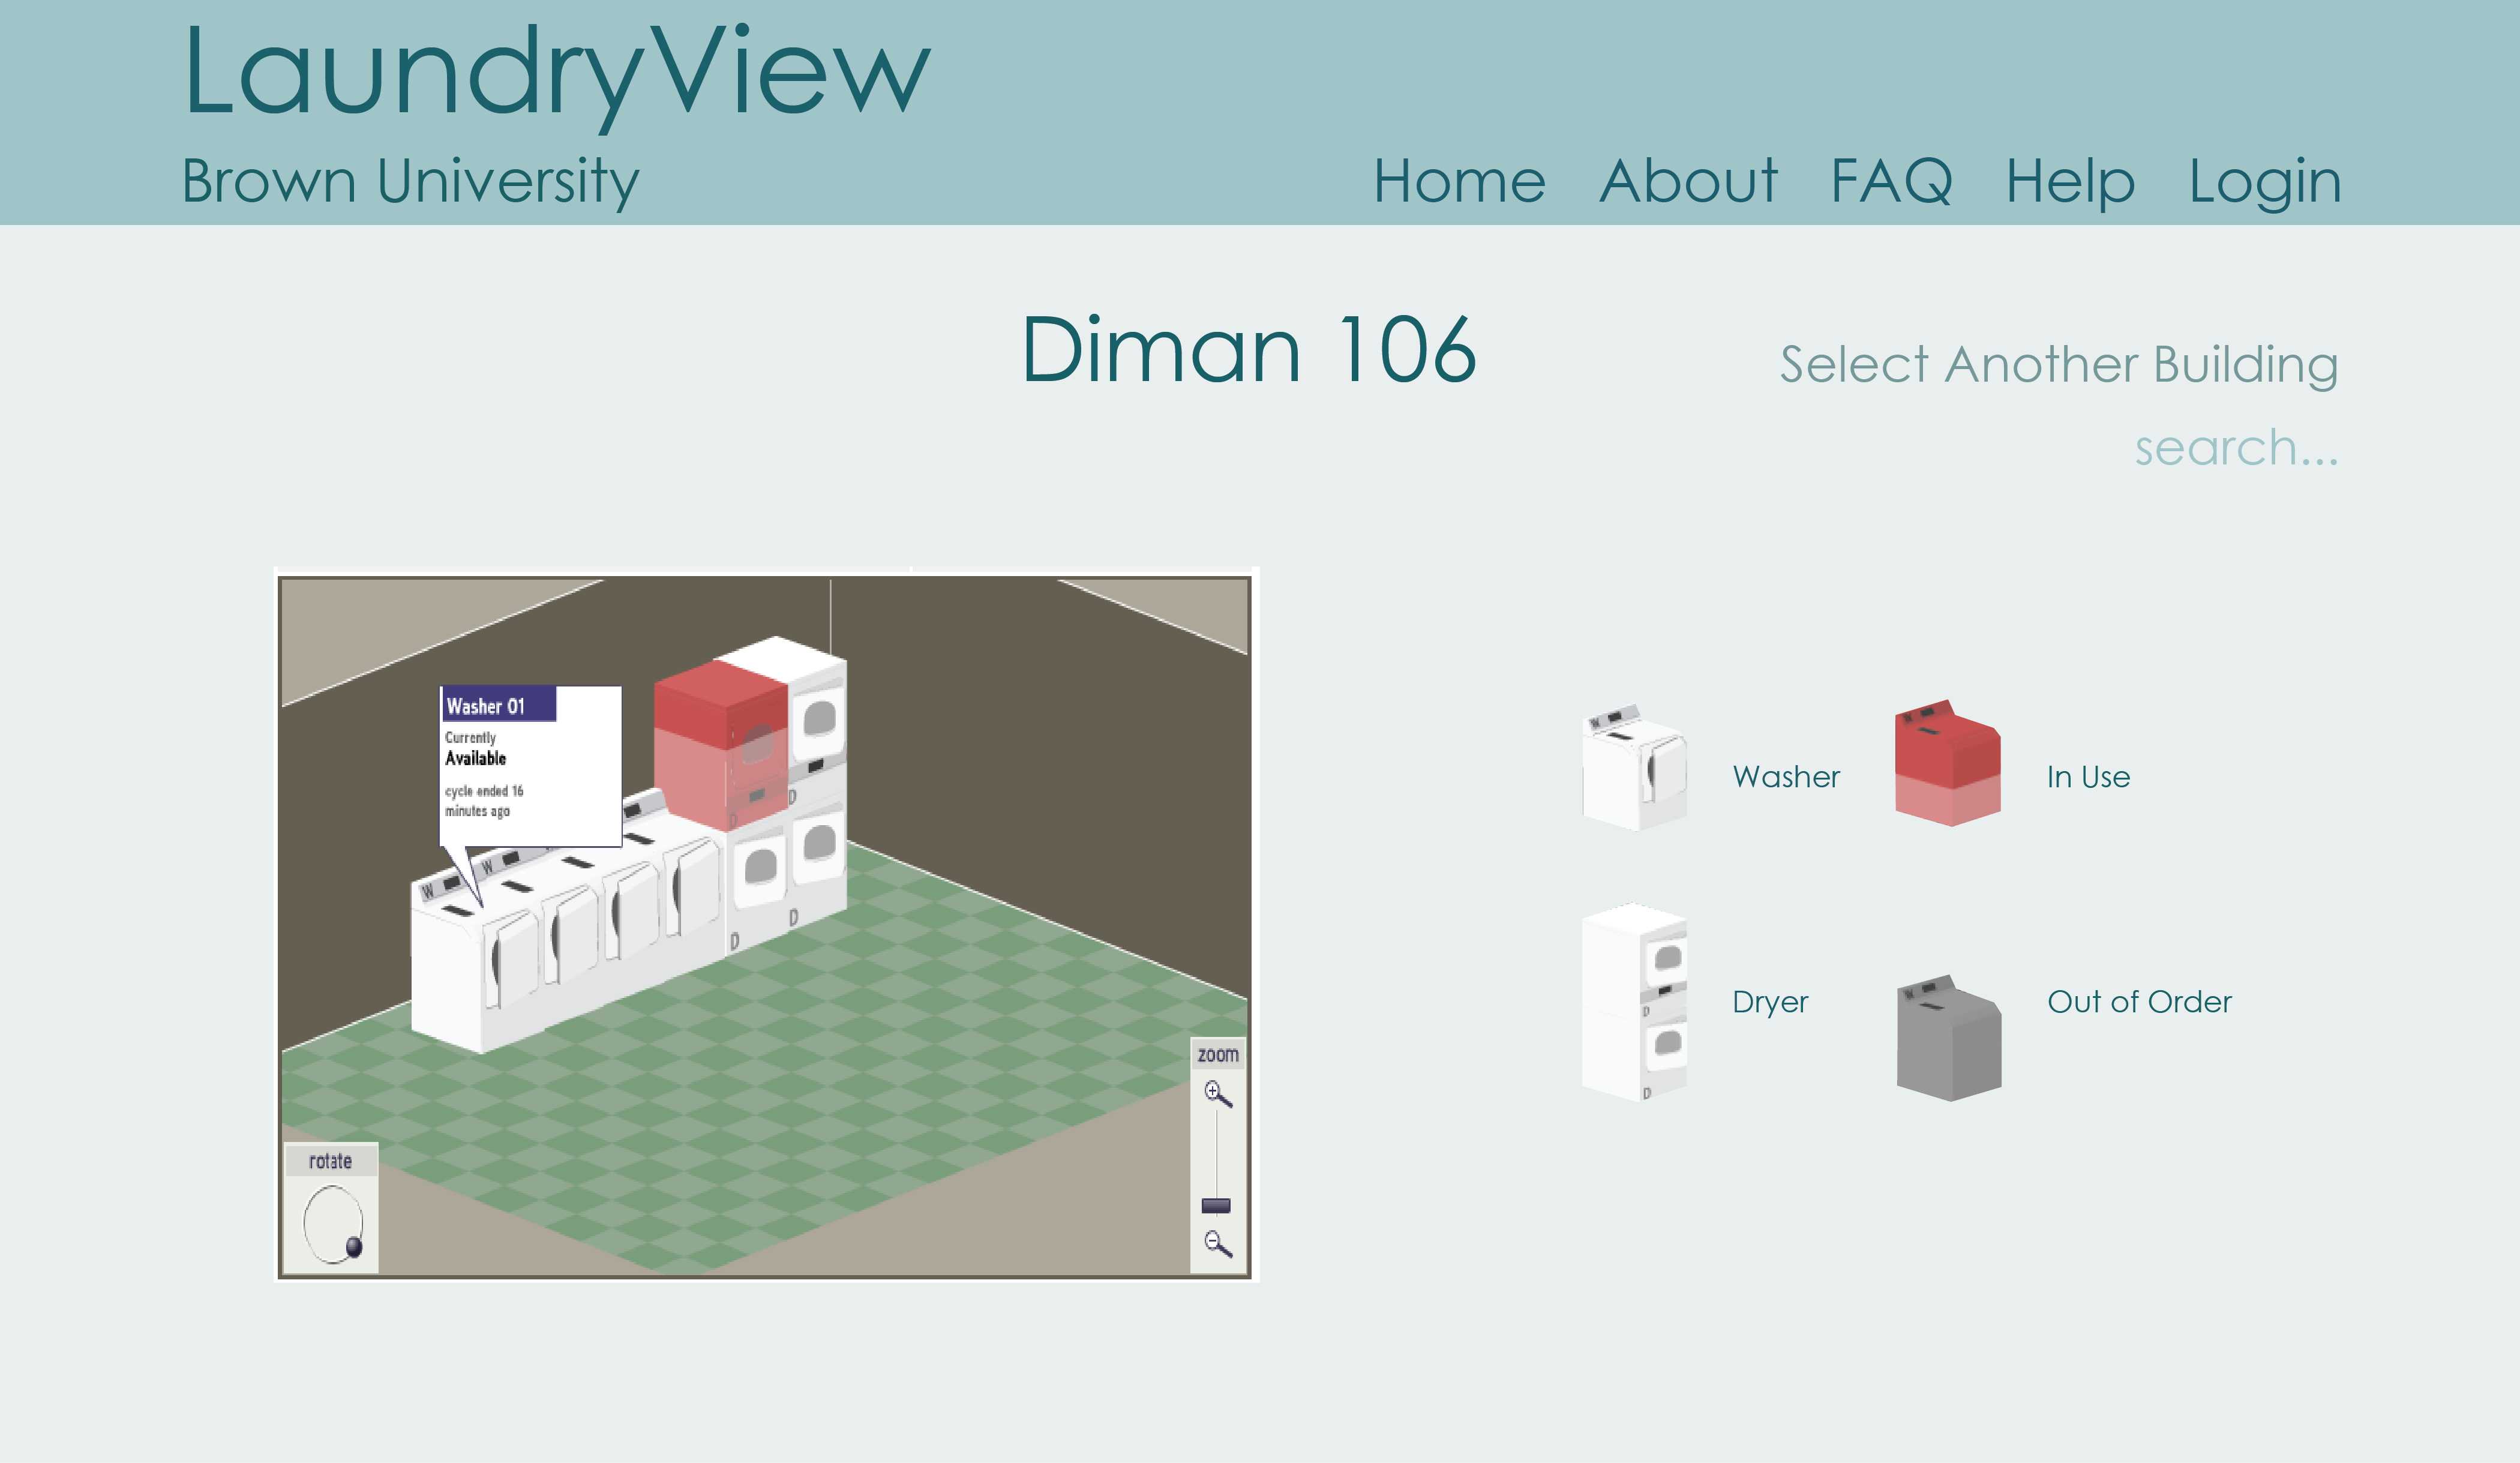 LaundryView
Brown University
Home About FAQ Help Login
Diman 106
Select Another Building
search...
Washer 01
Currently
Available
cycle ended 16
minutes ago
W
W
D
D
D
D
zoom
rotate
W
Washer
W
In Use
D
D
Dryer
W
Out of Order